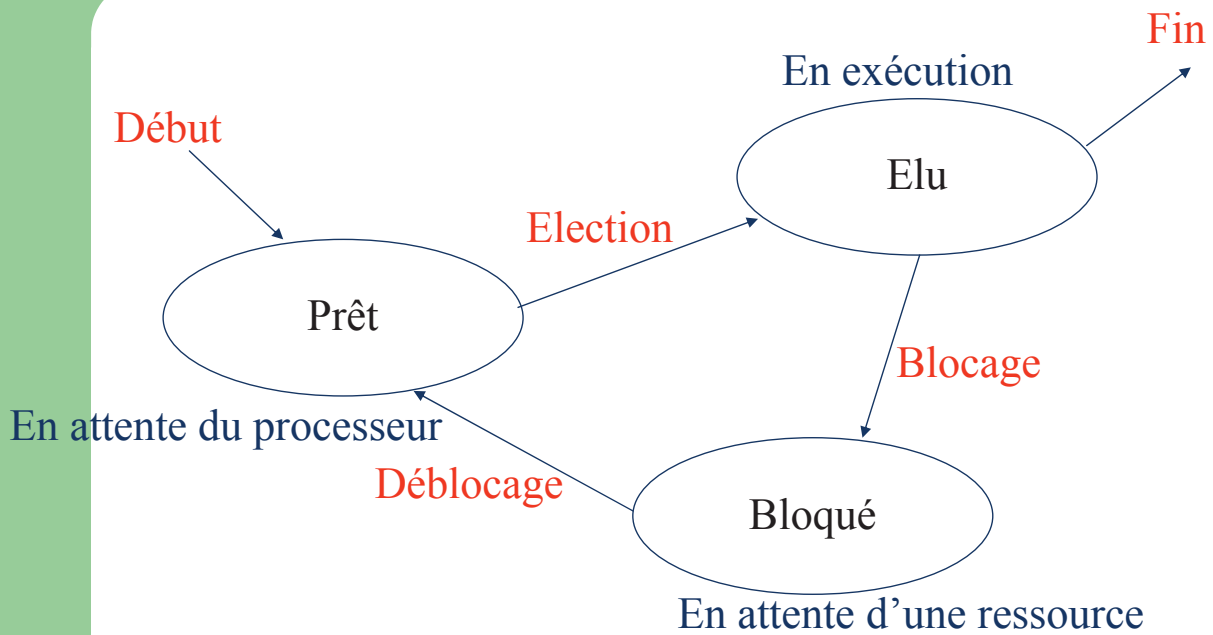 Fin
En exécution
Début
Elu
Election
Prêt
Blocage
En attente du processeur
Déblocage
Bloqué
En attente d’une ressource